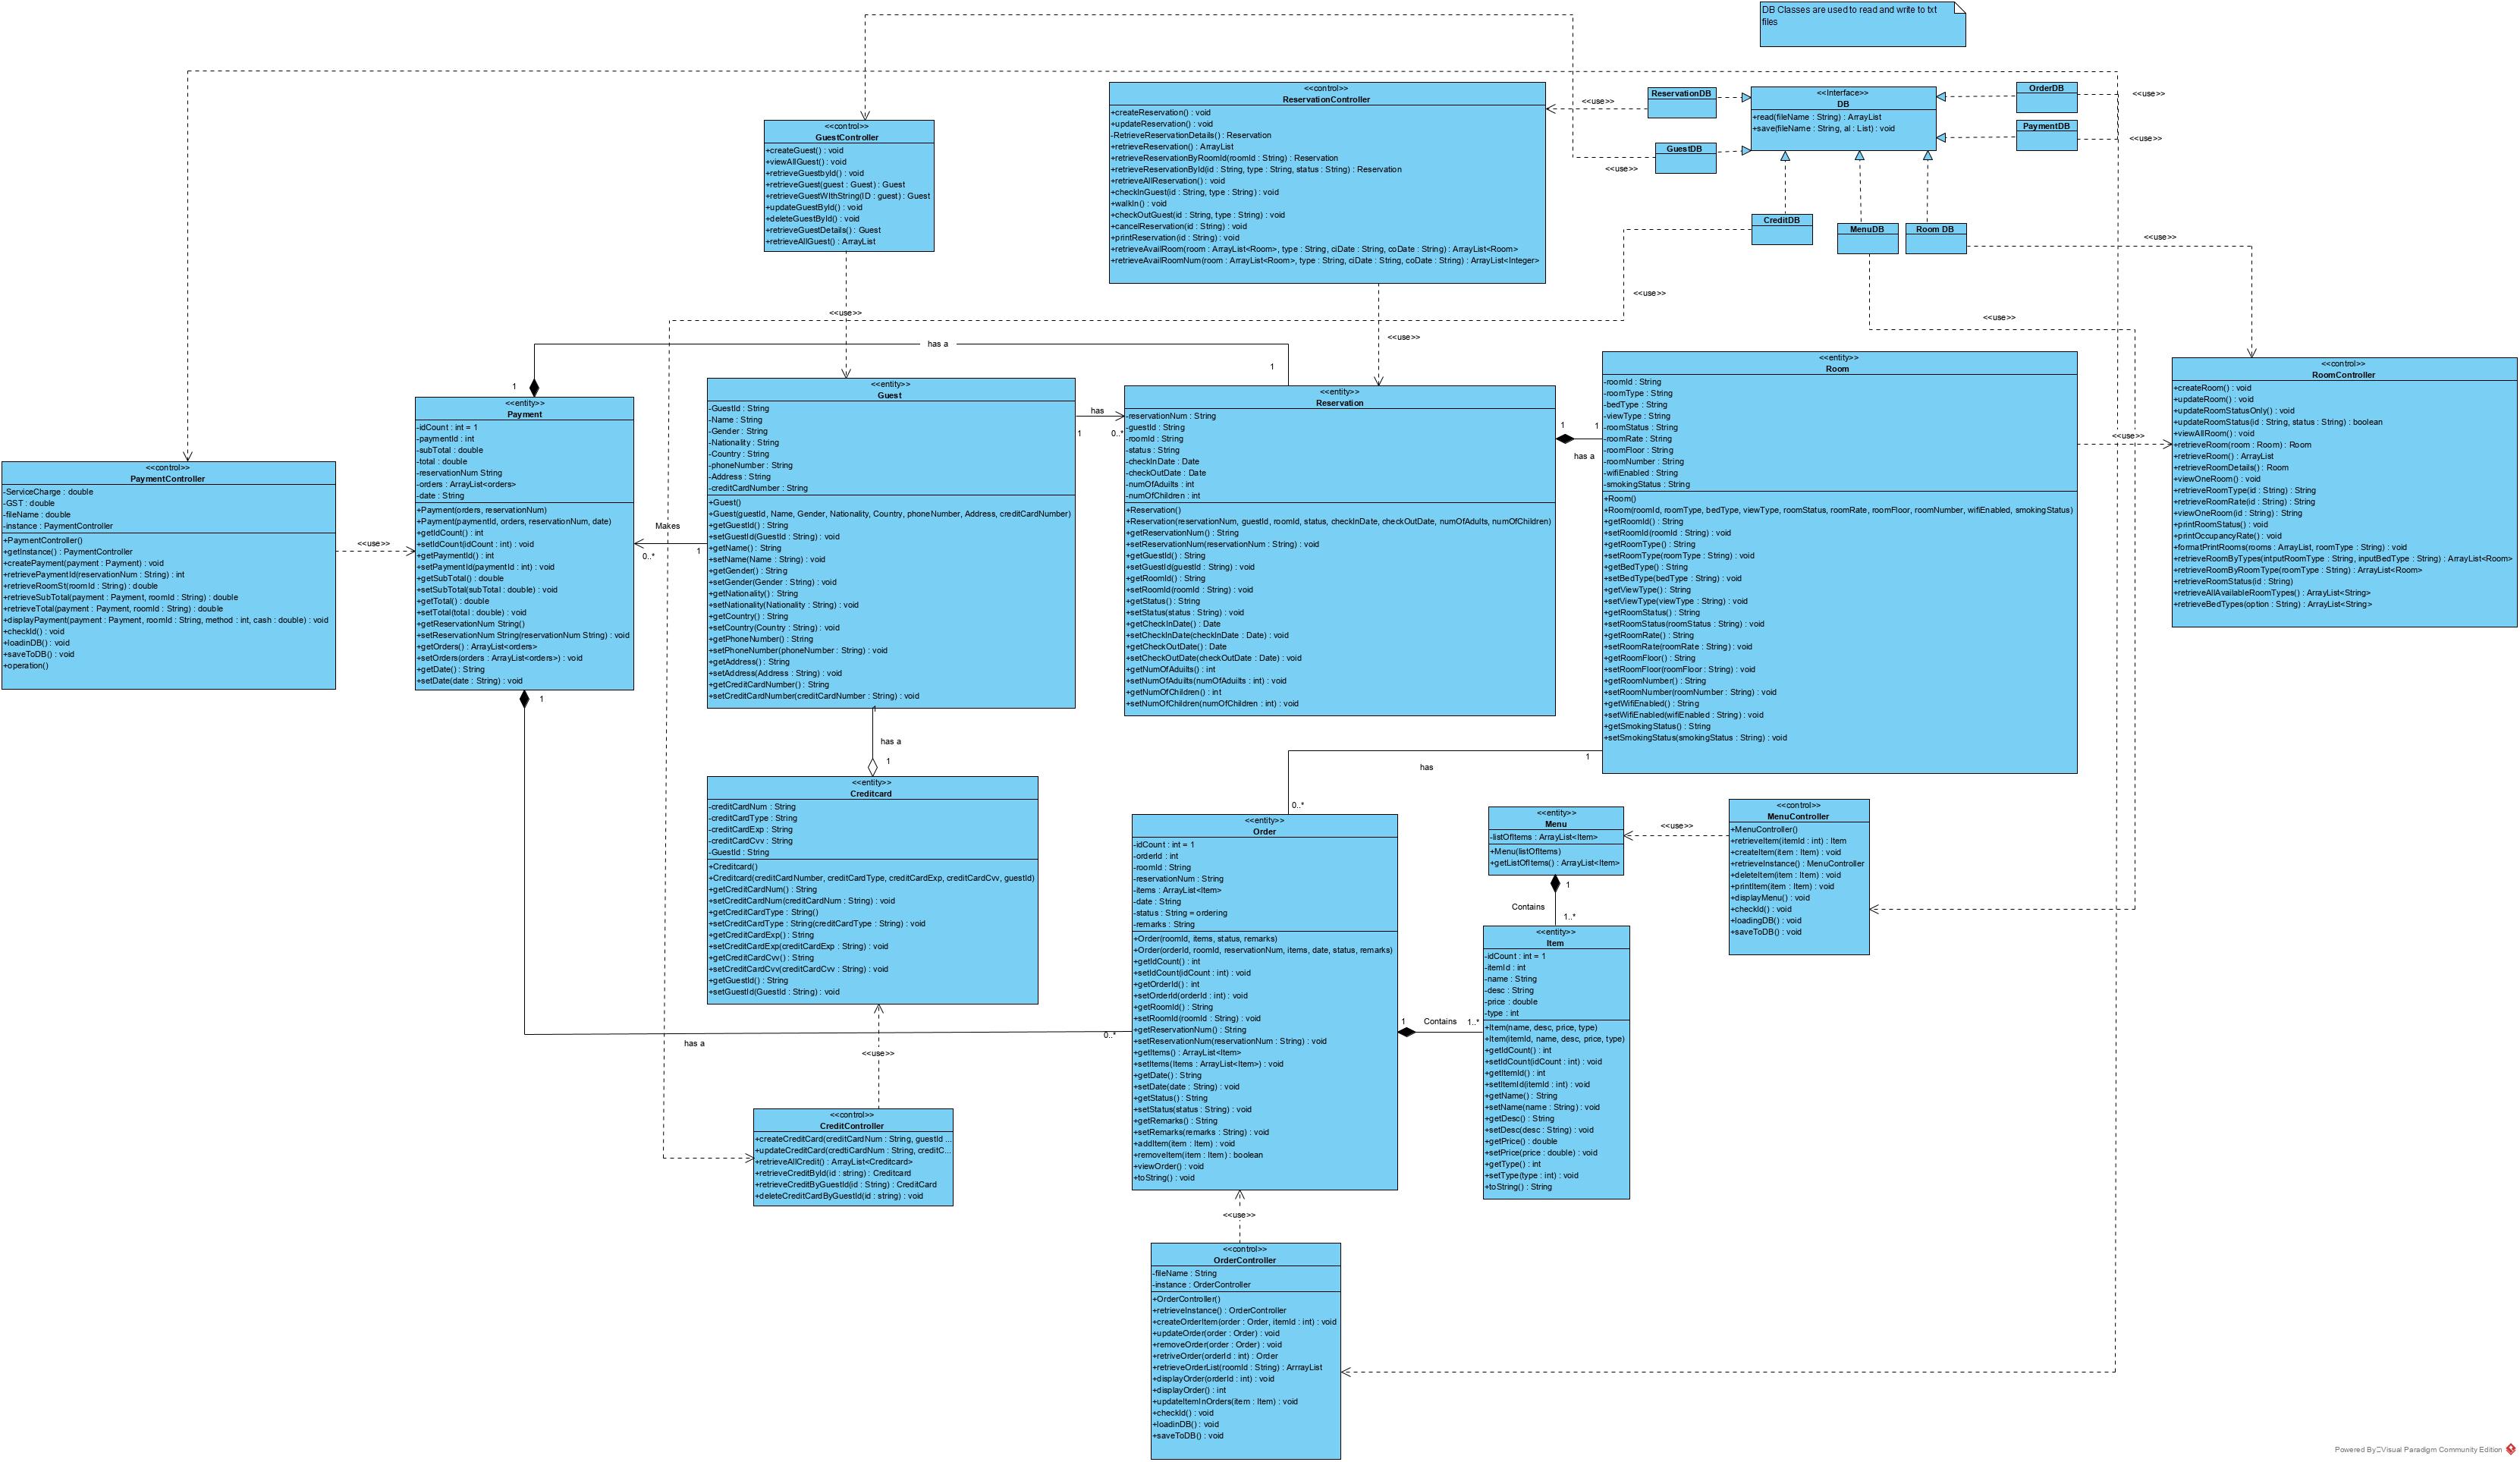 DB Classes are used to read and write to txt
files
<<control>>
ReservationController
+createReservation() : void
+updateReservation() : void
-RetrieveReservationDetails() : Reservation
+retrieveReservation() : ArrayList
+retrieveReservationByRoomId(roomId : String) : Reservation
+retrieveReservationById(id : String, type : String, status : String) : Reservation
+retrieveAllReservation() : void
+checkInGuest(id : String, type : String) : void
+walkIn() : void
+checkOutGuest(id : String, type : String) : void
+cancelReservation(id : String) : void
+printReservation(id : String) : void
+retrieveAvailRoom(room : ArrayList<Room>, type : String, ciDate : String, coDate : String) : ArrayList<Room>
+retrieveAvailRoomNum(room : ArrayList<Room>, type : String, ciDate : String, coDate : String) : ArrayList<Integer>
<<use>>
ReservationDB
<<Interface>>
DB
+read(fileName : String) : ArrayList
+save(fileName : String, al : List) : void
OrderDB
<<use>>
PaymentDB
<<use>>
GuestDB
<<use>>
CreditDB
MenuDB
Room DB
<<use>>
<<use>>
<<use>>
<<control>>
GuestController
+createGuest() : void
+viewAllGuest() : void
+retrieveGuestbyId() : void
+retrieveGuest(guest : Guest) : Guest
+retrieveGuestWIthString(ID : guest) : Guest
+updateGuestById() : void
+deleteGuestById() : void
+retrieveGuestDetails() : Guest
+retrieveAllGuest() : ArrayList
<<use>>
<<use>>
has a
1
1
<<control>>
PaymentController
-ServiceCharge : double
-GST : double
-fileName : double
-instance : PaymentController
+PaymentController()
+getInstance() : PaymentController
+createPayment(payment : Payment) : void
+retrievePaymentId(reservationNum : String) : int
+retrieveRoomSt(roomId : String) : double
+retrieveSubTotal(payment : Payment, roomId : String) : double
+retrieveTotal(payment : Payment, roomId : String) : double
+displayPayment(payment : Payment, roomId : String, method : int, cash : double) : void
+checkId() : void
+loadinDB() : void
+saveToDB() : void
+operation()
<<use>>
<<entity>>
Payment
-idCount : int = 1
-paymentId : int
-subTotal : double
-total : double
-reservationNum String
-orders : ArrayList<orders>
-date : String
+Payment(orders, reservationNum)
+Payment(paymentId, orders, reservationNum, date)
+getIdCount() : int
+setIdCount(idCount : int) : void
+getPaymentId() : int
+setPaymentId(paymentId : int) : void
+getSubTotal() : double
+setSubTotal(subTotal : double) : void
+getTotal() : double
+setTotal(total : double) : void
+getReservationNum String()
+setReservationNum String(reservationNum String) : void
+getOrders() : ArrayList<orders>
+setOrders(orders : ArrayList<orders>) : void
+getDate() : String
+setDate(date : String) : void
1
Makes
0..*
1
<<entity>>
Guest
-GuestId : String
-Name : String
-Gender : String
-Nationality : String
-Country : String
-phoneNumber : String
-Address : String
-creditCardNumber : String
+Guest()
+Guest(guestId, Name, Gender, Nationality, Country, phoneNumber, Address, creditCardNumber)
+getGuestId() : String
+setGuestId(GuestId : String) : void
+getName() : String
+setName(Name : String) : void
+getGender() : String
+setGender(Gender : String) : void
+getNationality() : String
+setNationality(Nationality : String) : void
+getCountry() : String
+setCountry(Country : String) : void
+getPhoneNumber() : String
+setPhoneNumber(phoneNumber : String) : void
+getAddress() : String
+setAddress(Address : String) : void
+getCreditCardNumber() : String
+setCreditCardNumber(creditCardNumber : String) : void
has
1
0..*
<<entity>>
Reservation
-reservationNum : String
-guestId : String
-roomId : String
-status : String
-checkInDate : Date
-checkOutDate : Date
-numOfAduilts : int
-numOfChildren : int
+Reservation()
+Reservation(reservationNum, guestId, roomId, status, checkInDate, checkOutDate, numOfAdults, numOfChildren)
+getReservationNum() : String
+setReservationNum(reservationNum : String) : void
+getGuestId() : String
+setGuestId(guestId : String) : void
+getRoomId() : String
+setRoomId(roomId : String) : void
+getStatus() : String
+setStatus(status : String) : void
+getCheckInDate() : Date
+setCheckInDate(checkInDate : Date) : void
+getCheckOutDate() : Date
+setCheckOutDate(checkOutDate : Date) : void
+getNumOfAduilts() : int
+setNumOfAduilts(numOfAduilts : int) : void
+getNumOfChildren() : int
+setNumOfChildren(numOfChildren : int) : void
1
1
has a
<<entity>>
Room
-roomId : String
-roomType : String
-bedType : String
-viewType : String
-roomStatus : String
-roomRate : String
-roomFloor : String
-roomNumber : String
-wifiEnabled : String
-smokingStatus : String
+Room()
+Room(roomId, roomType, bedType, viewType, roomStatus, roomRate, roomFloor, roomNumber, wifiEnabled, smokingStatus)
+getRoomId() : String
+setRoomId(roomId : String) : void
+getRoomType() : String
+setRoomType(roomType : String) : void
+getBedType() : String
+setBedType(bedType : String) : void
+getViewType() : String
+setViewType(viewType : String) : void
+getRoomStatus() : String
+setRoomStatus(roomStatus : String) : void
+getRoomRate() : String
+setRoomRate(roomRate : String) : void
+getRoomFloor() : String
+setRoomFloor(roomFloor : String) : void
+getRoomNumber() : String
+setRoomNumber(roomNumber : String) : void
+getWifiEnabled() : String
+setWifiEnabled(wifiEnabled : String) : void
+getSmokingStatus() : String
+setSmokingStatus(smokingStatus : String) : void
<<use>>
<<control>>
RoomController
+createRoom() : void
+updateRoom() : void
+updateRoomStatusOnly() : void
+updateRoomStatus(id : String, status : String) : boolean
+viewAllRoom() : void
+retrieveRoom(room : Room) : Room
+retrieveRoom() : ArrayList
+retrieveRoomDetails() : Room
+viewOneRoom() : void
+retrieveRoomType(id : String) : String
+retrieveRoomRate(id : String) : String
+viewOneRoom(id : String) : String
+printRoomStatus() : void
+printOccupancyRate() : void
+formatPrintRooms(rooms : ArrayList, roomType : String) : void
+retrieveRoomByTypes(intputRoomType : String, inputBedType : String) : ArrayList<Room>
+retrieveRoomByRoomType(roomType : String) : ArrayList<Room>
+retrieveRoomStatus(id : String)
+retrieveAllAvailableRoomTypes() : ArrayList<String>
+retrieveBedTypes(option : String) : ArrayList<String>
1
has a
1
1
has
0..*
<<entity>>
Creditcard
-creditCardNum : String
-creditCardType : String
-creditCardExp : String
-creditCardCvv : String
-GuestId : String
+Creditcard()
+Creditcard(creditCardNumber, creditCardType, creditCardExp, creditCardCvv, guestId)
+getCreditCardNum() : String
+setCreditCardNum(creditCardNum : String) : void
+getCreditCardType : String()
+setCreditCardType : String(creditCardType : String) : void
+getCreditCardExp() : String
+setCreditCardExp(creditCardExp : String) : void
+getCreditCardCvv() : String
+setCreditCardCvv(creditCardCvv : String) : void
+getGuestId() : String
+setGuestId(GuestId : String) : void
<<use>>
has a
0..*
<<control>>
CreditController
+createCreditCard(creditCardNum : String, guestId ...
+updateCreditCard(crediCardNum : String, creditC...
+retrieveAllCredit() : ArrayList<Creditcard>
+retrieveCreditById(id : string) : Creditcard
+retrieveCreditByGuestId(id : String) : CreditCard
+deleteCreditCardByGuestId(id : string) : void
<<entity>>
Order
-idCount : int = 1
-orderId : int
-roomId : String
-reservationNum : String
-items : ArrayList<Item>
-date : String
-status : String = ordering
-remarks : String
+Order(roomId, items, status, remarks)
+Order(orderId, roomId, reservationNum, items, date, status, remarks)
+getIdCount() : int
+setIdCount(idCount : int) : void
+getOrderId() : int
+setOrderId(orderId : int) : void
+getRoomId() : String
+setRoomId(roomId : String) : void
+getReservationNum() : String
+setReservationNum(reservationNum : String) : void
+getItems() : ArrayList<Item>
+setItems(Items : ArrayList<Item>) : void
+getDate() : String
+setDate(date : String) : void
+getStatus() : String
+setStatus(status : String) : void
+getRemarks() : String
+setRemarks(remarks : String) : void
+addItem(item : Item) : void
+removeItem(item : Item) : boolean
+viewOrder() : void
+toString() : void
1
Contains
1..*
<<entity>>
Menu
-listOfItems : ArrayList<Item>
+Menu(listOfItems)
+getListOfItems() : ArrayList<Item>
<<use>>
<<control>>
MenuController
+MenuController()
+retrieveItem(itemId : int) : Item
+createItem(item : Item) : void
+retrieveInstance() : MenuController
+deleteItem(item : Item) : void
+printItem(item : Item) : void
+displayMenu() : void
+checkId() : void
+loadingDB() : void
+saveToDB() : void
1
Contains
1..*
<<entity>>
Item
-idCount : int = 1
-itemId : int
-name : String
-desc : String
-price : double
-type : int
+Item(name, desc, price, type)
+Item(itemId, name, desc, price, type)
+getIdCount() : int
+setIdCount(idCount : int) : void
+getItemId() : int
+setItemId(itemId : int) : void
+getName() : String
+setName(name : String) : void
+getDesc() : String
+setDesc(desc : String) : void
+getPrice() : double
+setPrice(price : double) : void
+getType() : int
+setType(type : int) : void
+toString() : String
<<use>>
<<control>>
OrderController
-fileName : String
-instance : OrderController
+OrderController()
+retrieveInstance() : OrderController
+createOrderItem(order : Order, itemId : int) : void
+updateOrder(order : Order) : void
+removeOrder(order : Order) : void
+retriveOrder(orderId : int) : Order
+retrieveOrderList(roomId : String) : ArrrayList
+displayOrder(orderId : int) : void
+displayOrder() : int
+updateItemInOrders(item : Item) : void
+checkId() : void
+loadinDB() : void
+saveToDB() : void
Powered By Visual Paradigm Community Edition